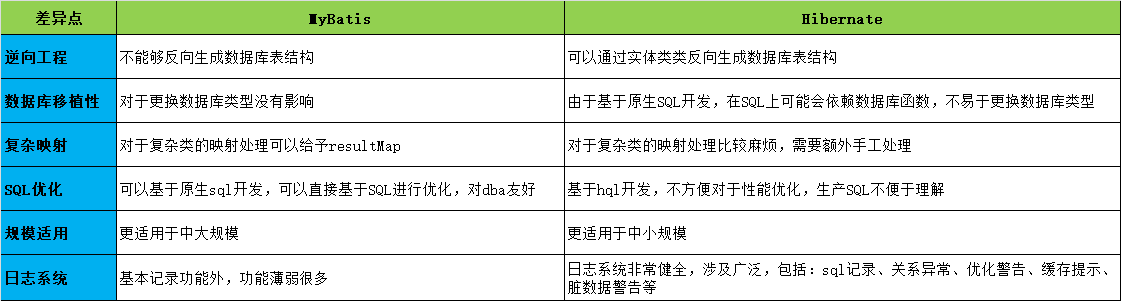 差异点 MyBatis Hibernate
逆向工程 不能够反向生成数据库表结构 可以通过实体类类反向生成数据库表结构
数据库移植性 对于更换数据库类型没有影响 由于基于原生SQL开发，在SQL上可能会依赖数据库函数，不易于更换数据库类型
复杂映射 对于复杂类的映射处理可以给予resultMap 对于复杂类的映射处理比较麻烦，需要额外手工处理
SQL优化 可以基于原生sql开发，可以直接基于SQL进行优化，对dba友好 基于hql开发，不方便对于性能优化，生产SQL不便于理解
规模适用 更适用于中大规模 更适用于中小规模
日志系统 基本记录功能外，功能薄弱很多 日志系统非常健全，涉及广泛，包括：sql记录、关系异常、优化警告、缓存提示、
脏数据警告等